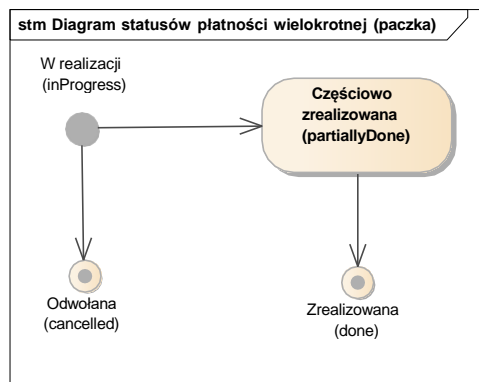 stm Diagram statusów płatności wielokrotnej (paczka)
W realizacji
(inProgress)
Częściowo
zrealizowana
(partiallyDone)
Odwołana
(cancelled)
Zrealizowana
(done)